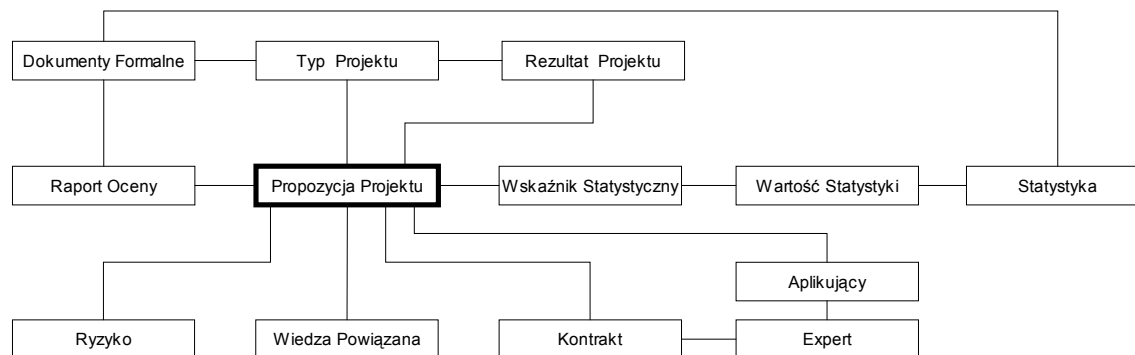 Dokumenty Formalne
Typ Projektu
Rezultat Projektu
Raport Oceny
Propozycja Projektu
Wskaźnik Statystyczny
Wartość Statystyki
Statystyka
Aplikujący
Ryzyko
Wiedza Powiązana
Kontrakt
Expert